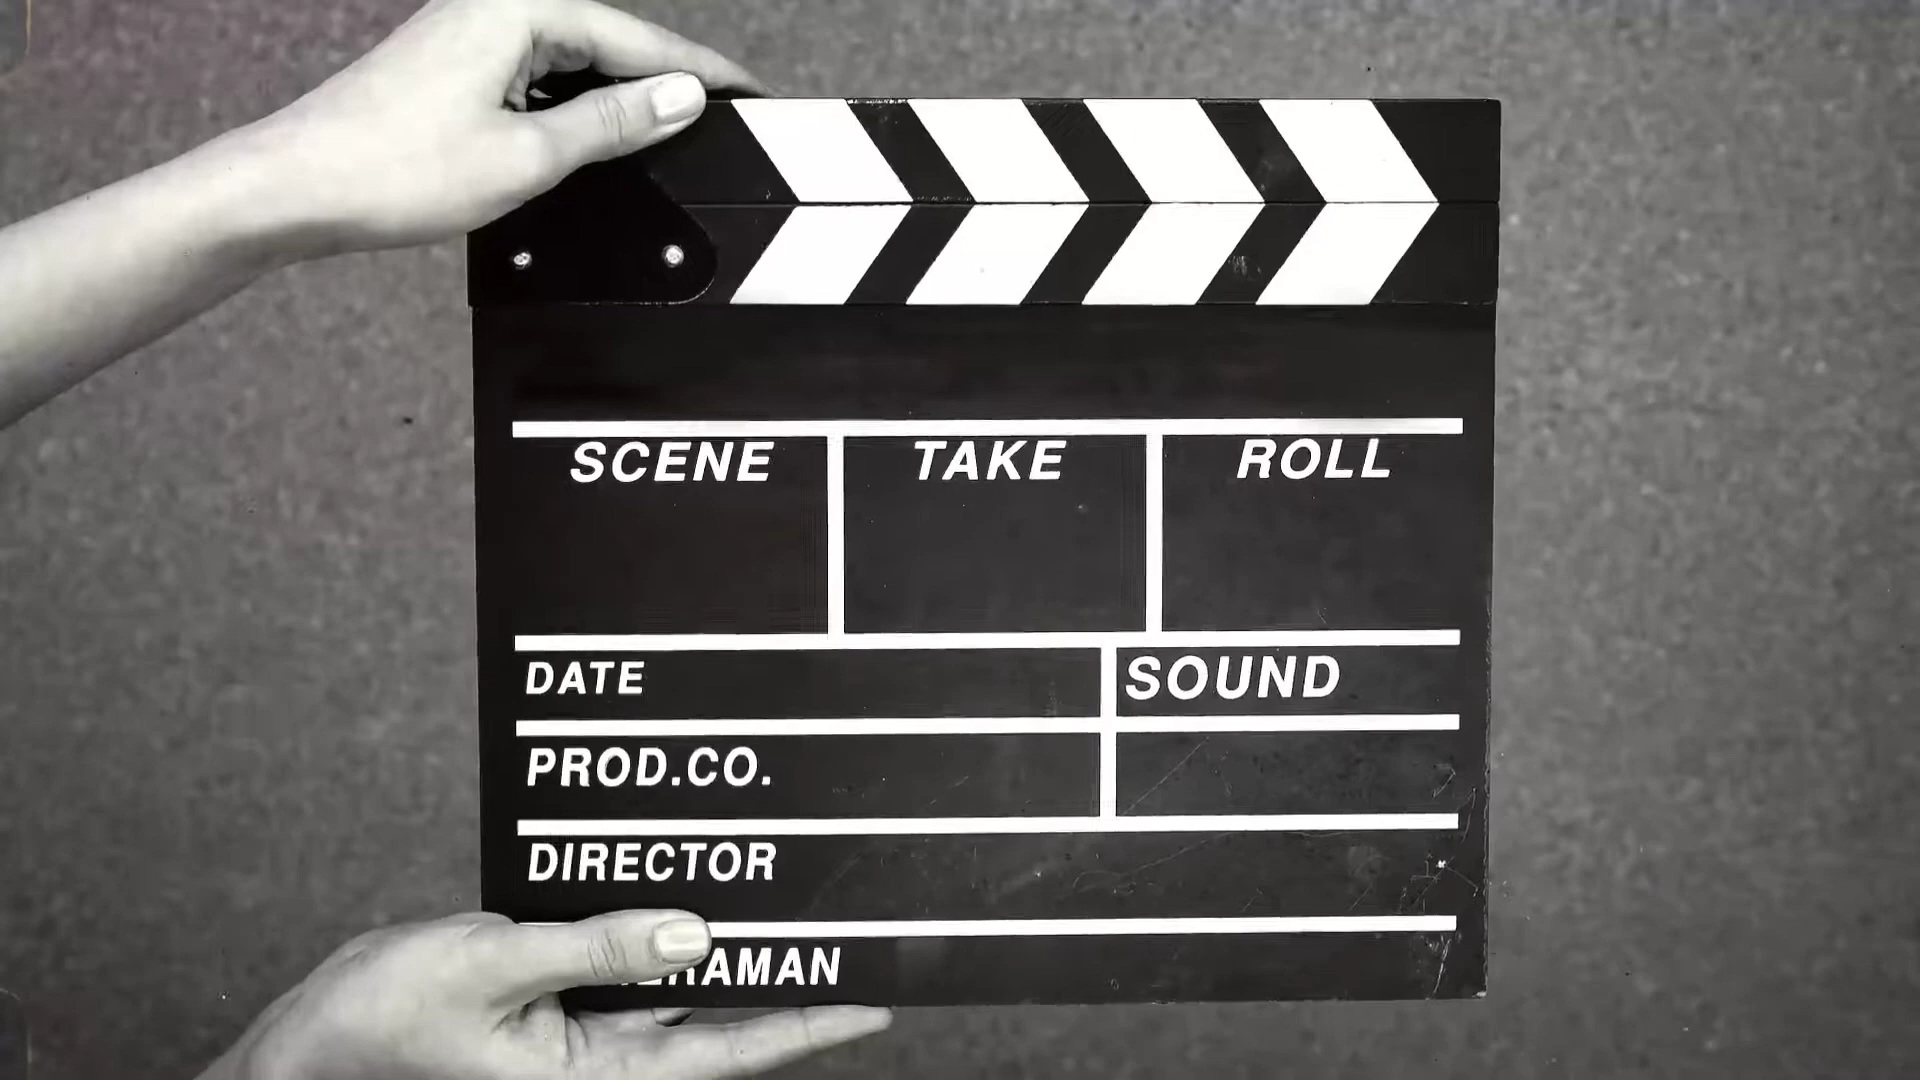 SCENE TAKE ROLL
DATE SOUND
PROD.CO.
DIRECTOR